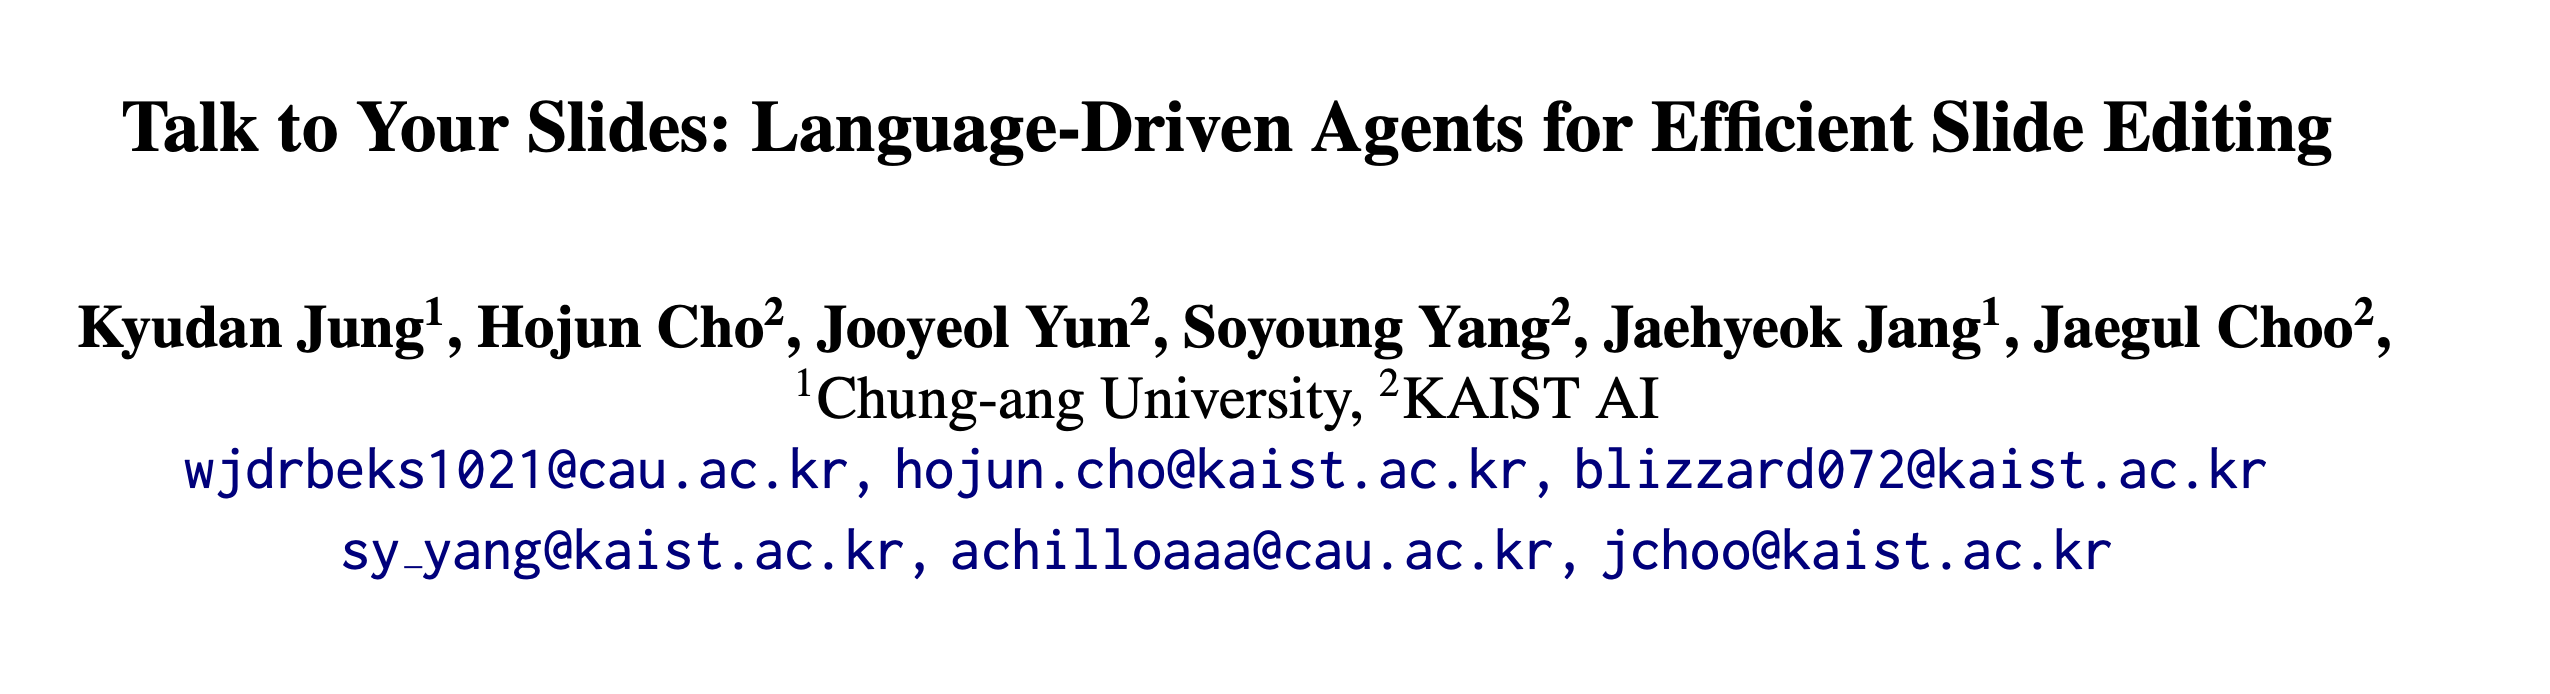 Talk to Your Slides: Language-Driven Agents for Efficient Slide Editing
Kyudan Jung¹, Hojun Cho², Jooyeol Yun², Soyoung Yang², Jaehyeok Jang¹, Jaegul Choo²,
¹Chung-ang University, ²KAIST AI
wjdrbeks1021@cau.ac.kr, hojun.cho@kaist.ac.kr, blizzard072@kaist.ac.kr
sy_yang@kaist.ac.kr, achilloaaa@cau.ac.kr, jchoo@kaist.ac.kr